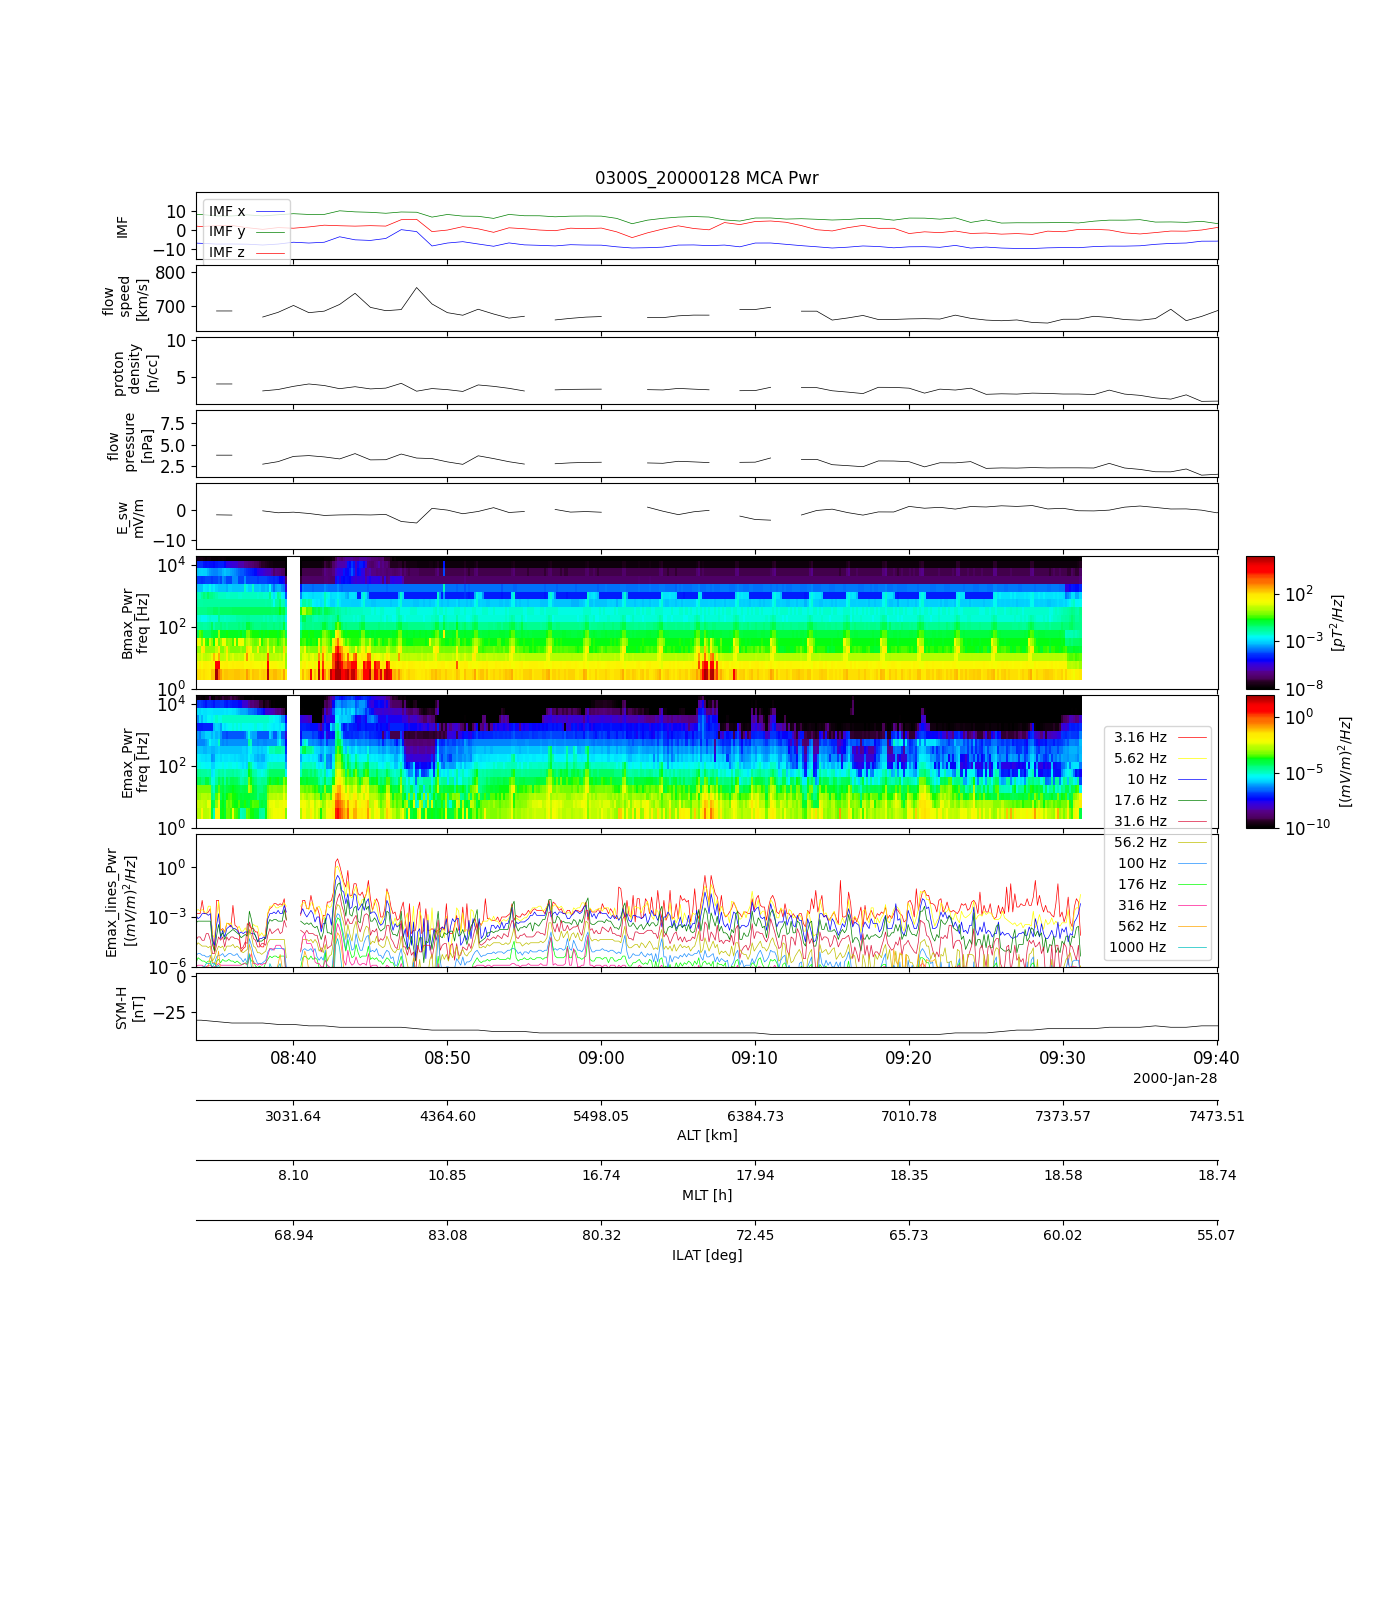 0300S_20000128 MCA Pwr
IMF
10
0
−10
IMF x
IMF y
IMF z
flow
speed
[km/s]
800
700
proton
density
[n/cc]
10
5
flow
pressure
[nPa]
7.5
5.0
2.5
E_sw
mV/m
0
−10
Bmax_Pwr
freq [Hz]
10^4
10^2
10^0
10^2
10^−3
10^−8
[pT^2/Hz]
Emax_Pwr
freq [Hz]
10^4
10^2
10^0
10^0
10^−5
10^−10
[(mV/m)^2/Hz]
3.16 Hz
5.62 Hz
10 Hz
17.6 Hz
31.6 Hz
56.2 Hz
100 Hz
176 Hz
316 Hz
562 Hz
1000 Hz
Emax_lines_Pwr
[(mV/m)^2/Hz]
10^0
10^−3
10^−6
SYM-H
[nT]
0
−25
08:40 08:50 09:00 09:10 09:20 09:30 09:40
2000-Jan-28
3031.64 4364.60 5498.05 6384.73 7010.78 7373.57 7473.51
ALT [km]
8.10 10.85 16.74 17.94 18.35 18.58 18.74
MLT [h]
68.94 83.08 80.32 72.45 65.73 60.02 55.07
ILAT [deg]